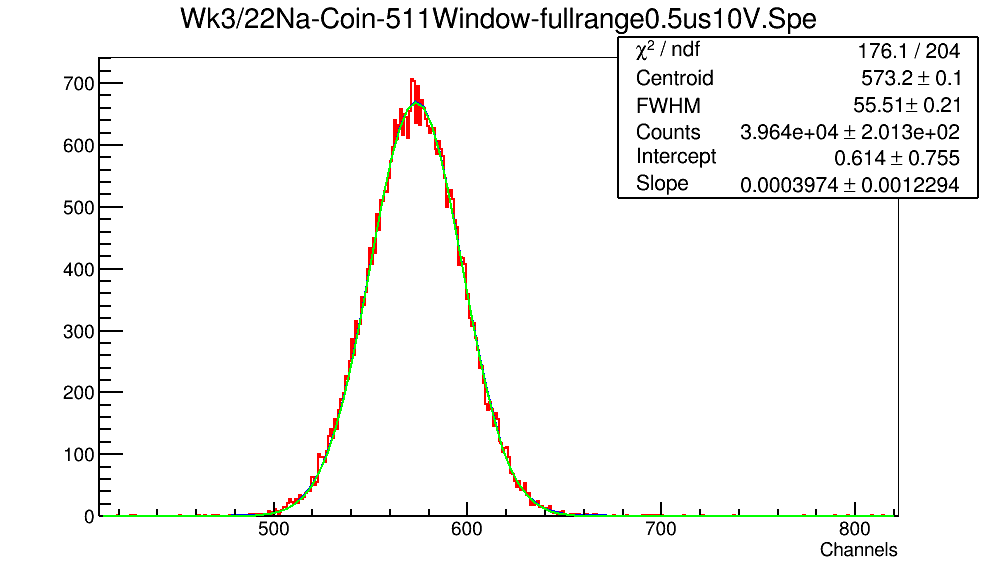 Wk3/22Na-Coin-511Window-fullrange0.5us10V.Spe
χ² / ndf 176.1 / 204
Centroid 573.2 ± 0.1
FWHM 55.51± 0.21
Counts 3.964e+04 ± 2.013e+02
Intercept 0.614 ± 0.755
Slope 0.0003974 ± 0.0012294
700
600
500
400
300
200
100
0
500 600 700 800
Channels